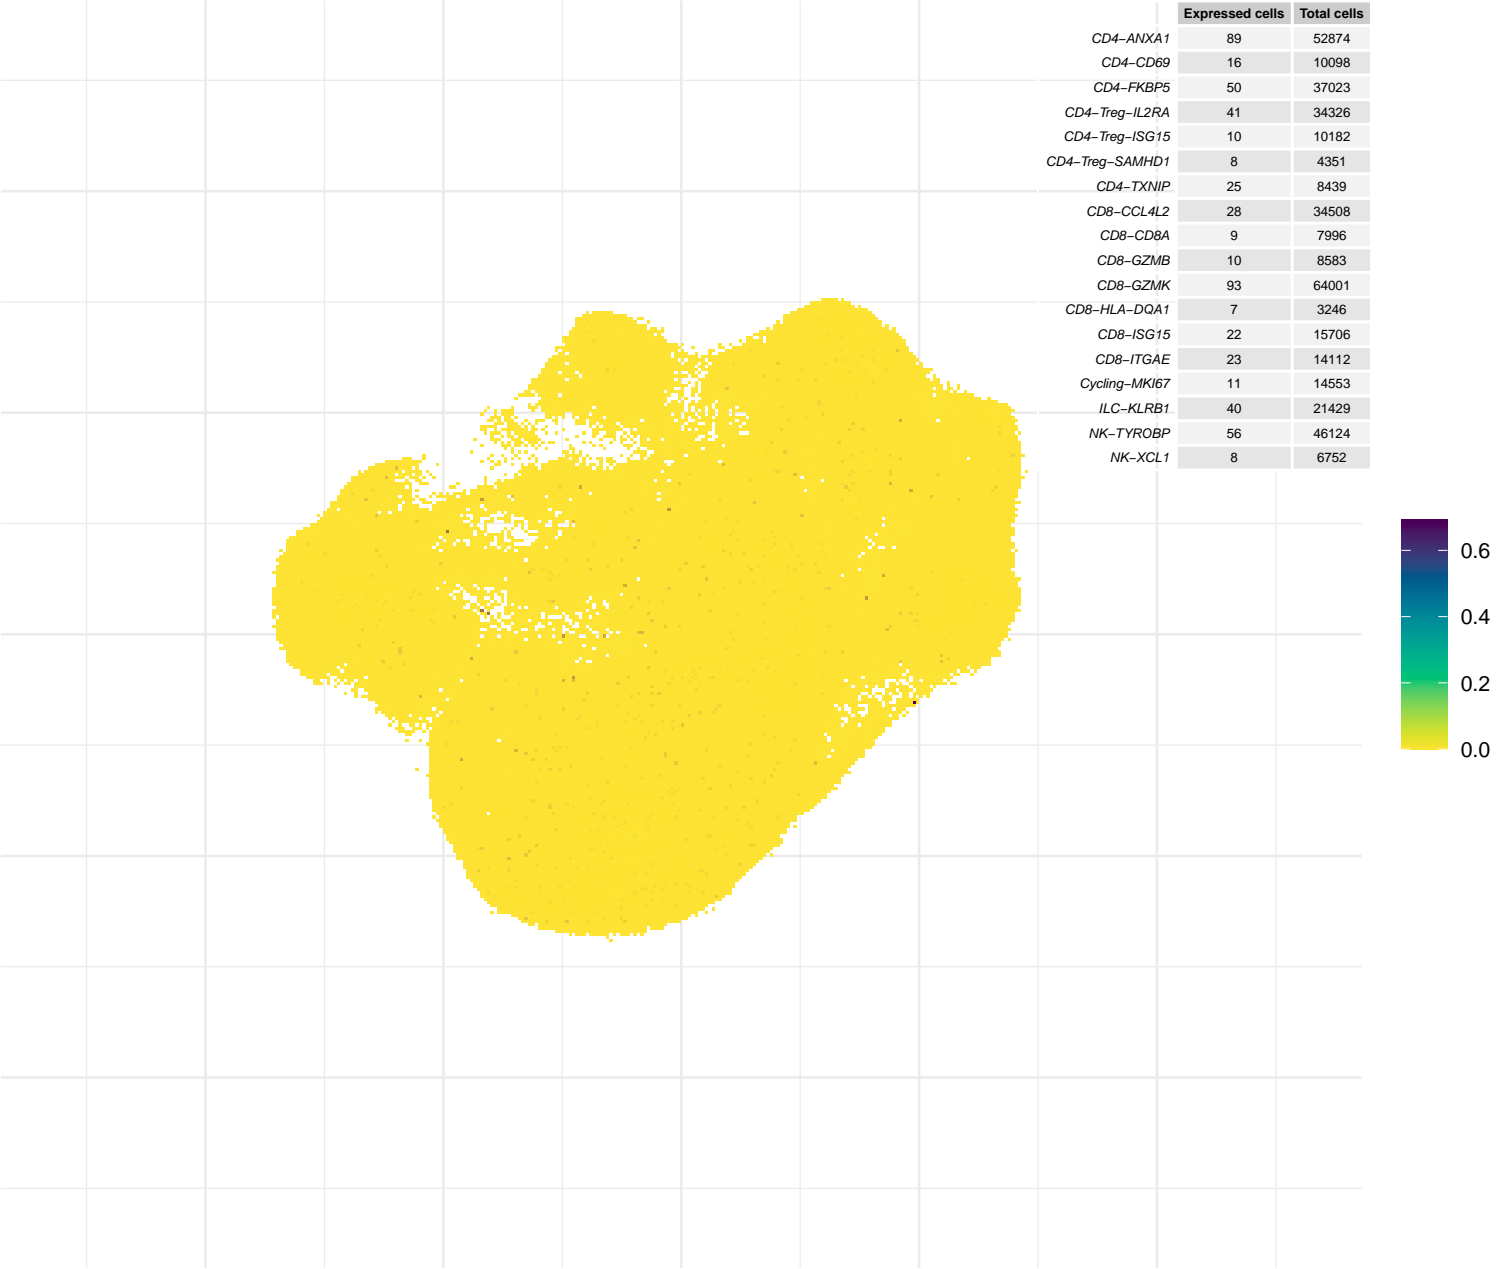 Expressed cells Total cells
CD4−ANXA1 89 52874
CD4−CD69 16 10098
CD4−FKBP5 50 37023
CD4−Treg−IL2RA 41 34326
CD4−Treg−ISG15 10 10182
CD4−Treg−SAMHD1 8 4351
CD4−TXNIP 25 8439
CD8−CCL4L2 28 34508
CD8−CD8A 9 7996
CD8−GZMB 10 8583
CD8−GZMK 93 64001
CD8−HLA−DQA1 7 3246
CD8−ISG15 22 15706
CD8−ITGAE 23 14112
Cycling−MKI67 11 14553
ILC−KLRB1 40 21429
NK−TYROBP 56 46124
NK−XCL1 8 6752
0.6
0.4
0.2
0.0